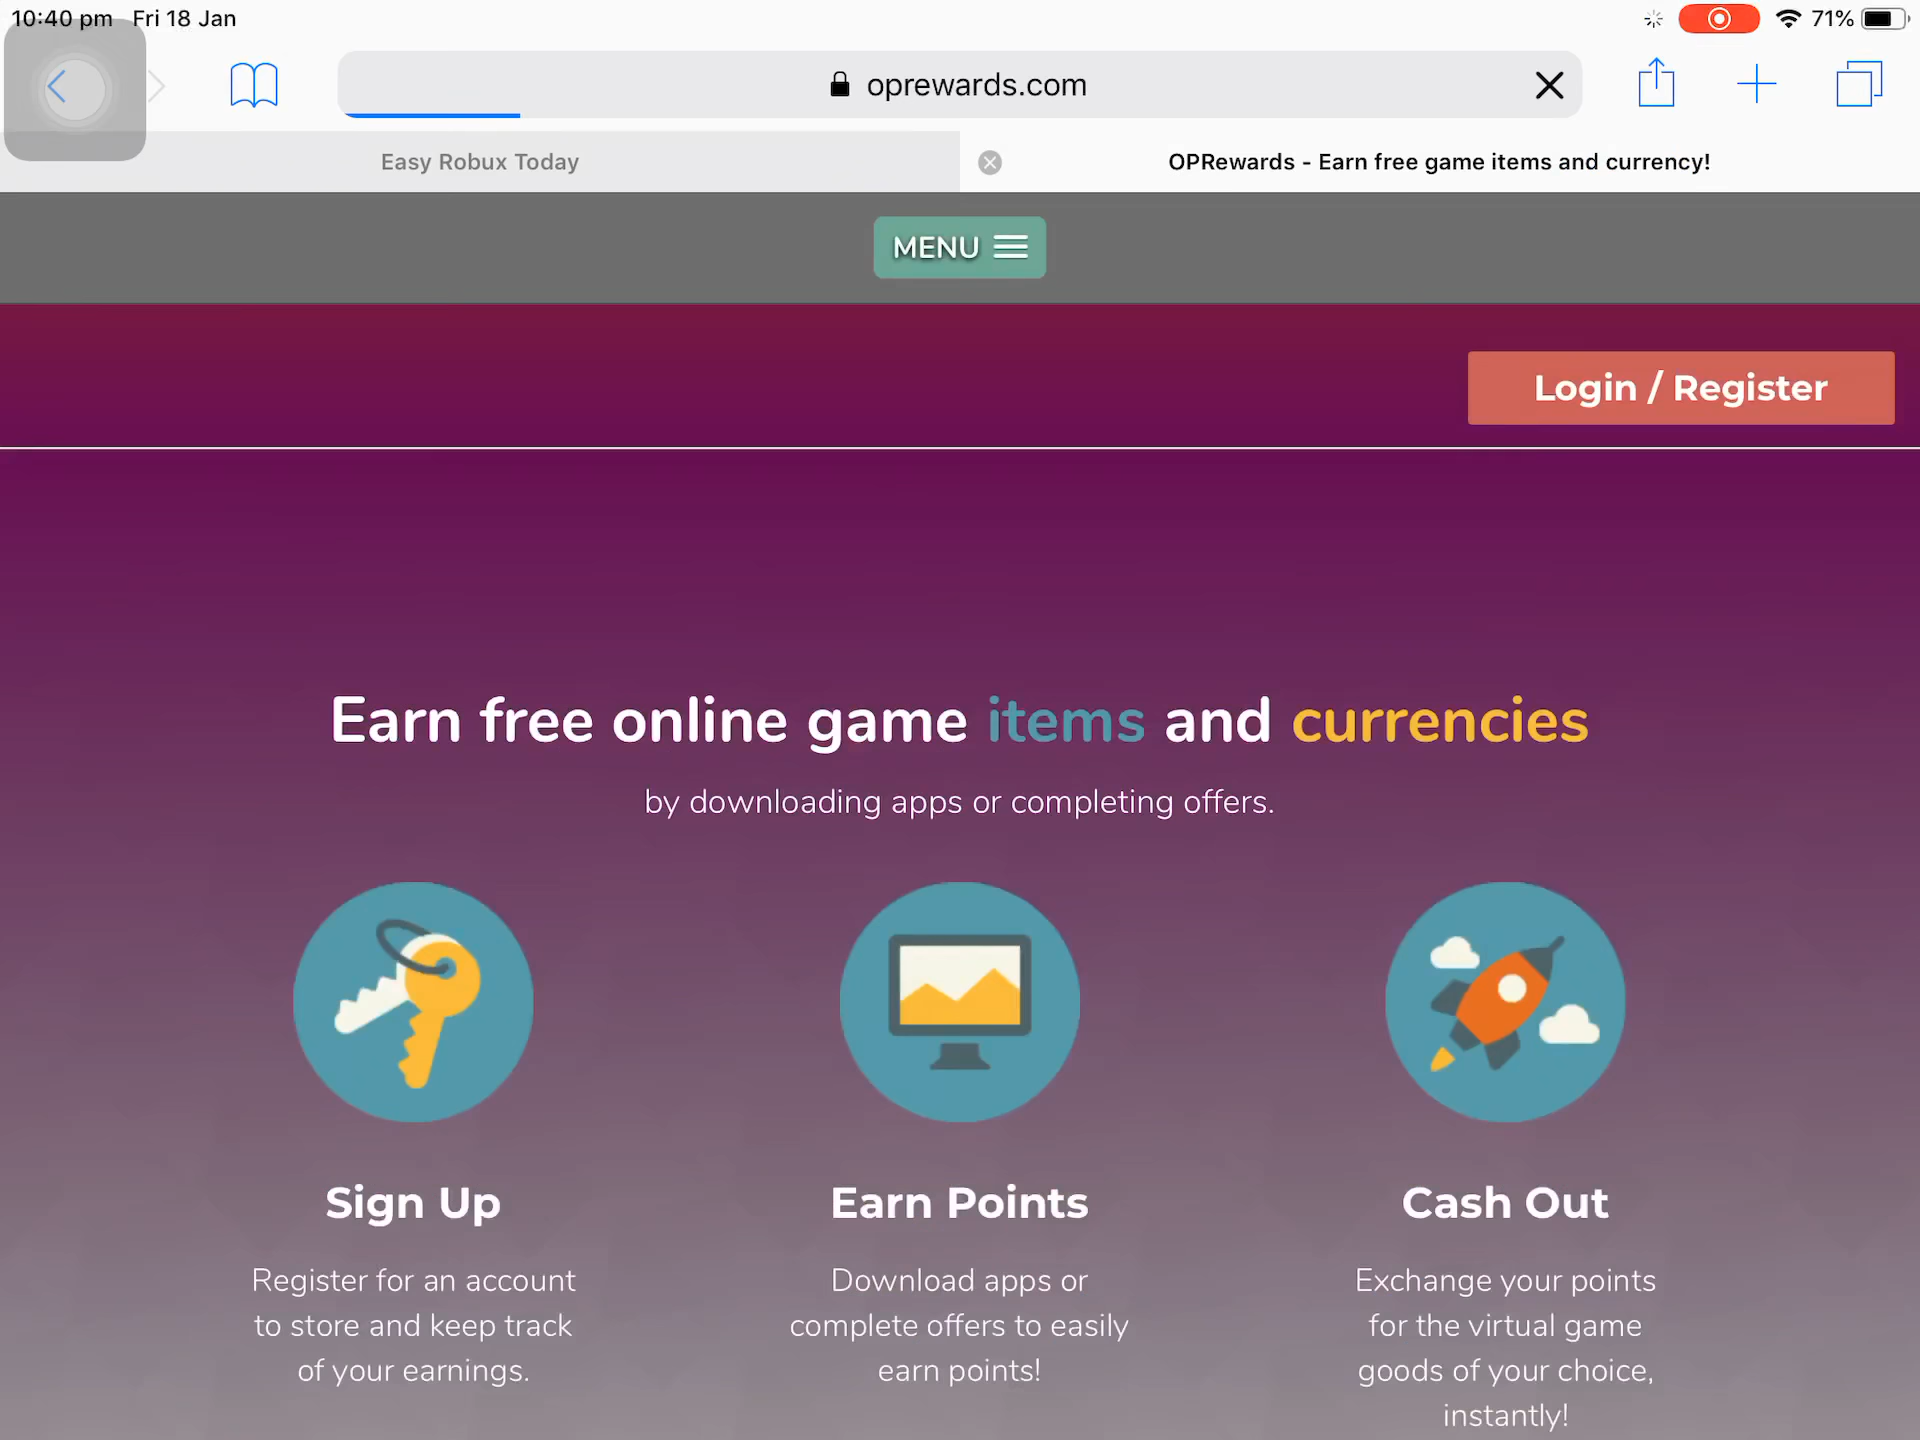 10:40 pm Fri 18 Jan
71%
oprewards.com
Easy Robux Today
OPRewards - Earn free game items and currency!
MENU
Login / Register
Earn free online game items and currencies
by downloading apps or completing offers.
Sign Up
Register for an account
to store and keep track
of your earnings.
Earn Points
Download apps or
complete offers to easily
earn points!
Cash Out
Exchange your points
for the virtual game
goods of your choice,
instantly!